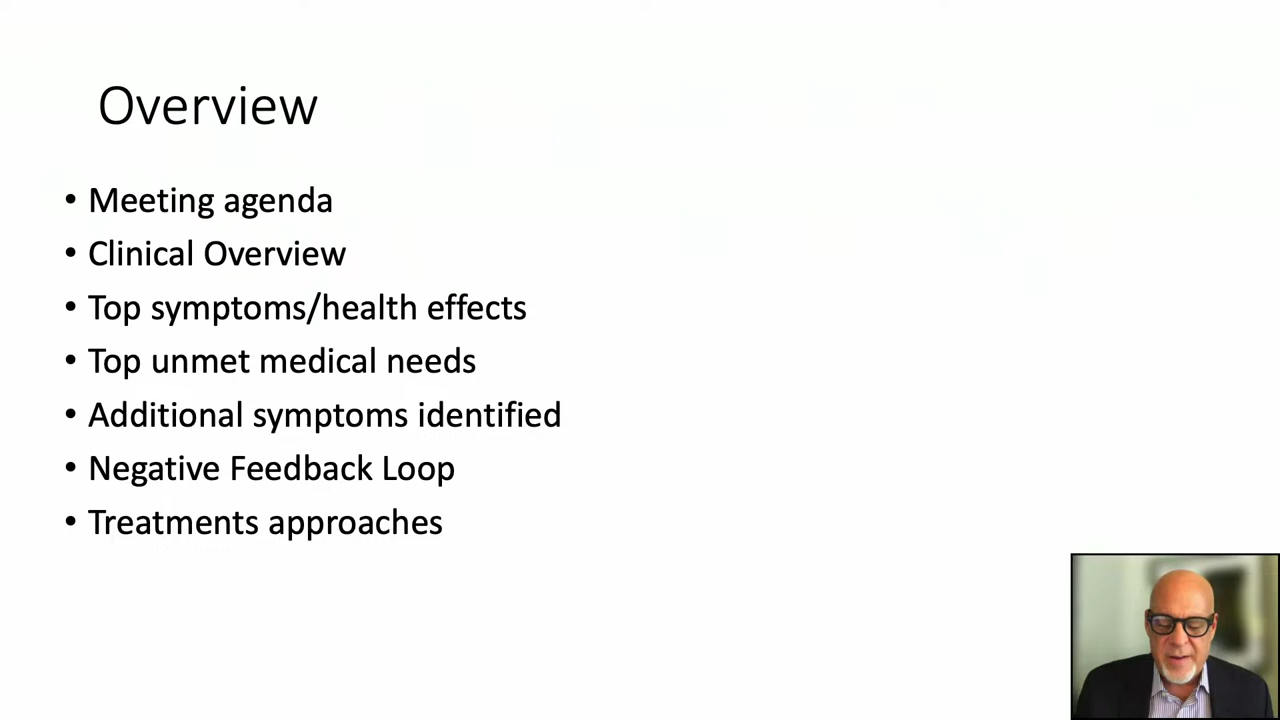 Overview
• Meeting agenda
• Clinical Overview
• Top symptoms/health effects
• Top unmet medical needs
• Additional symptoms identified
• Negative Feedback Loop
• Treatments approaches